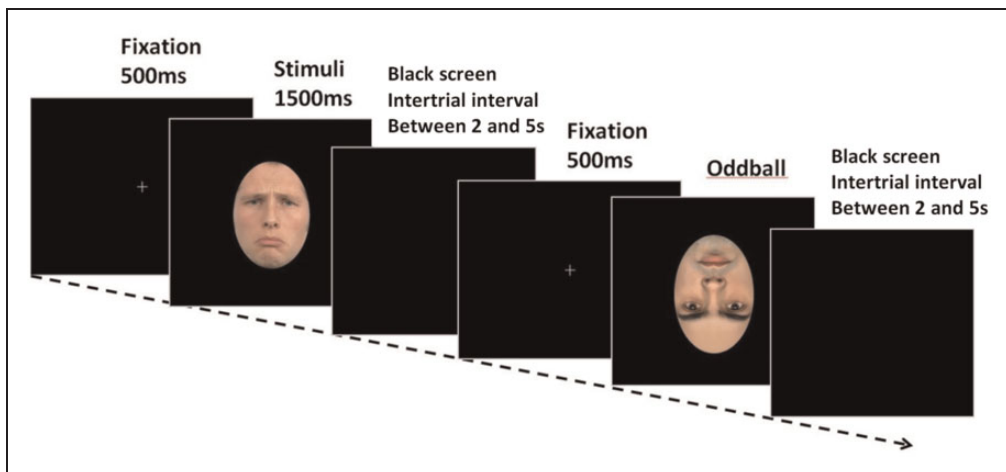 Fixation
500ms
Stimuli
1500ms
Black screen
Intertrial interval
Between 2 and 5s
Fixation
500ms
Oddball
Black screen
Intertrial interval
Between 2 and 5s